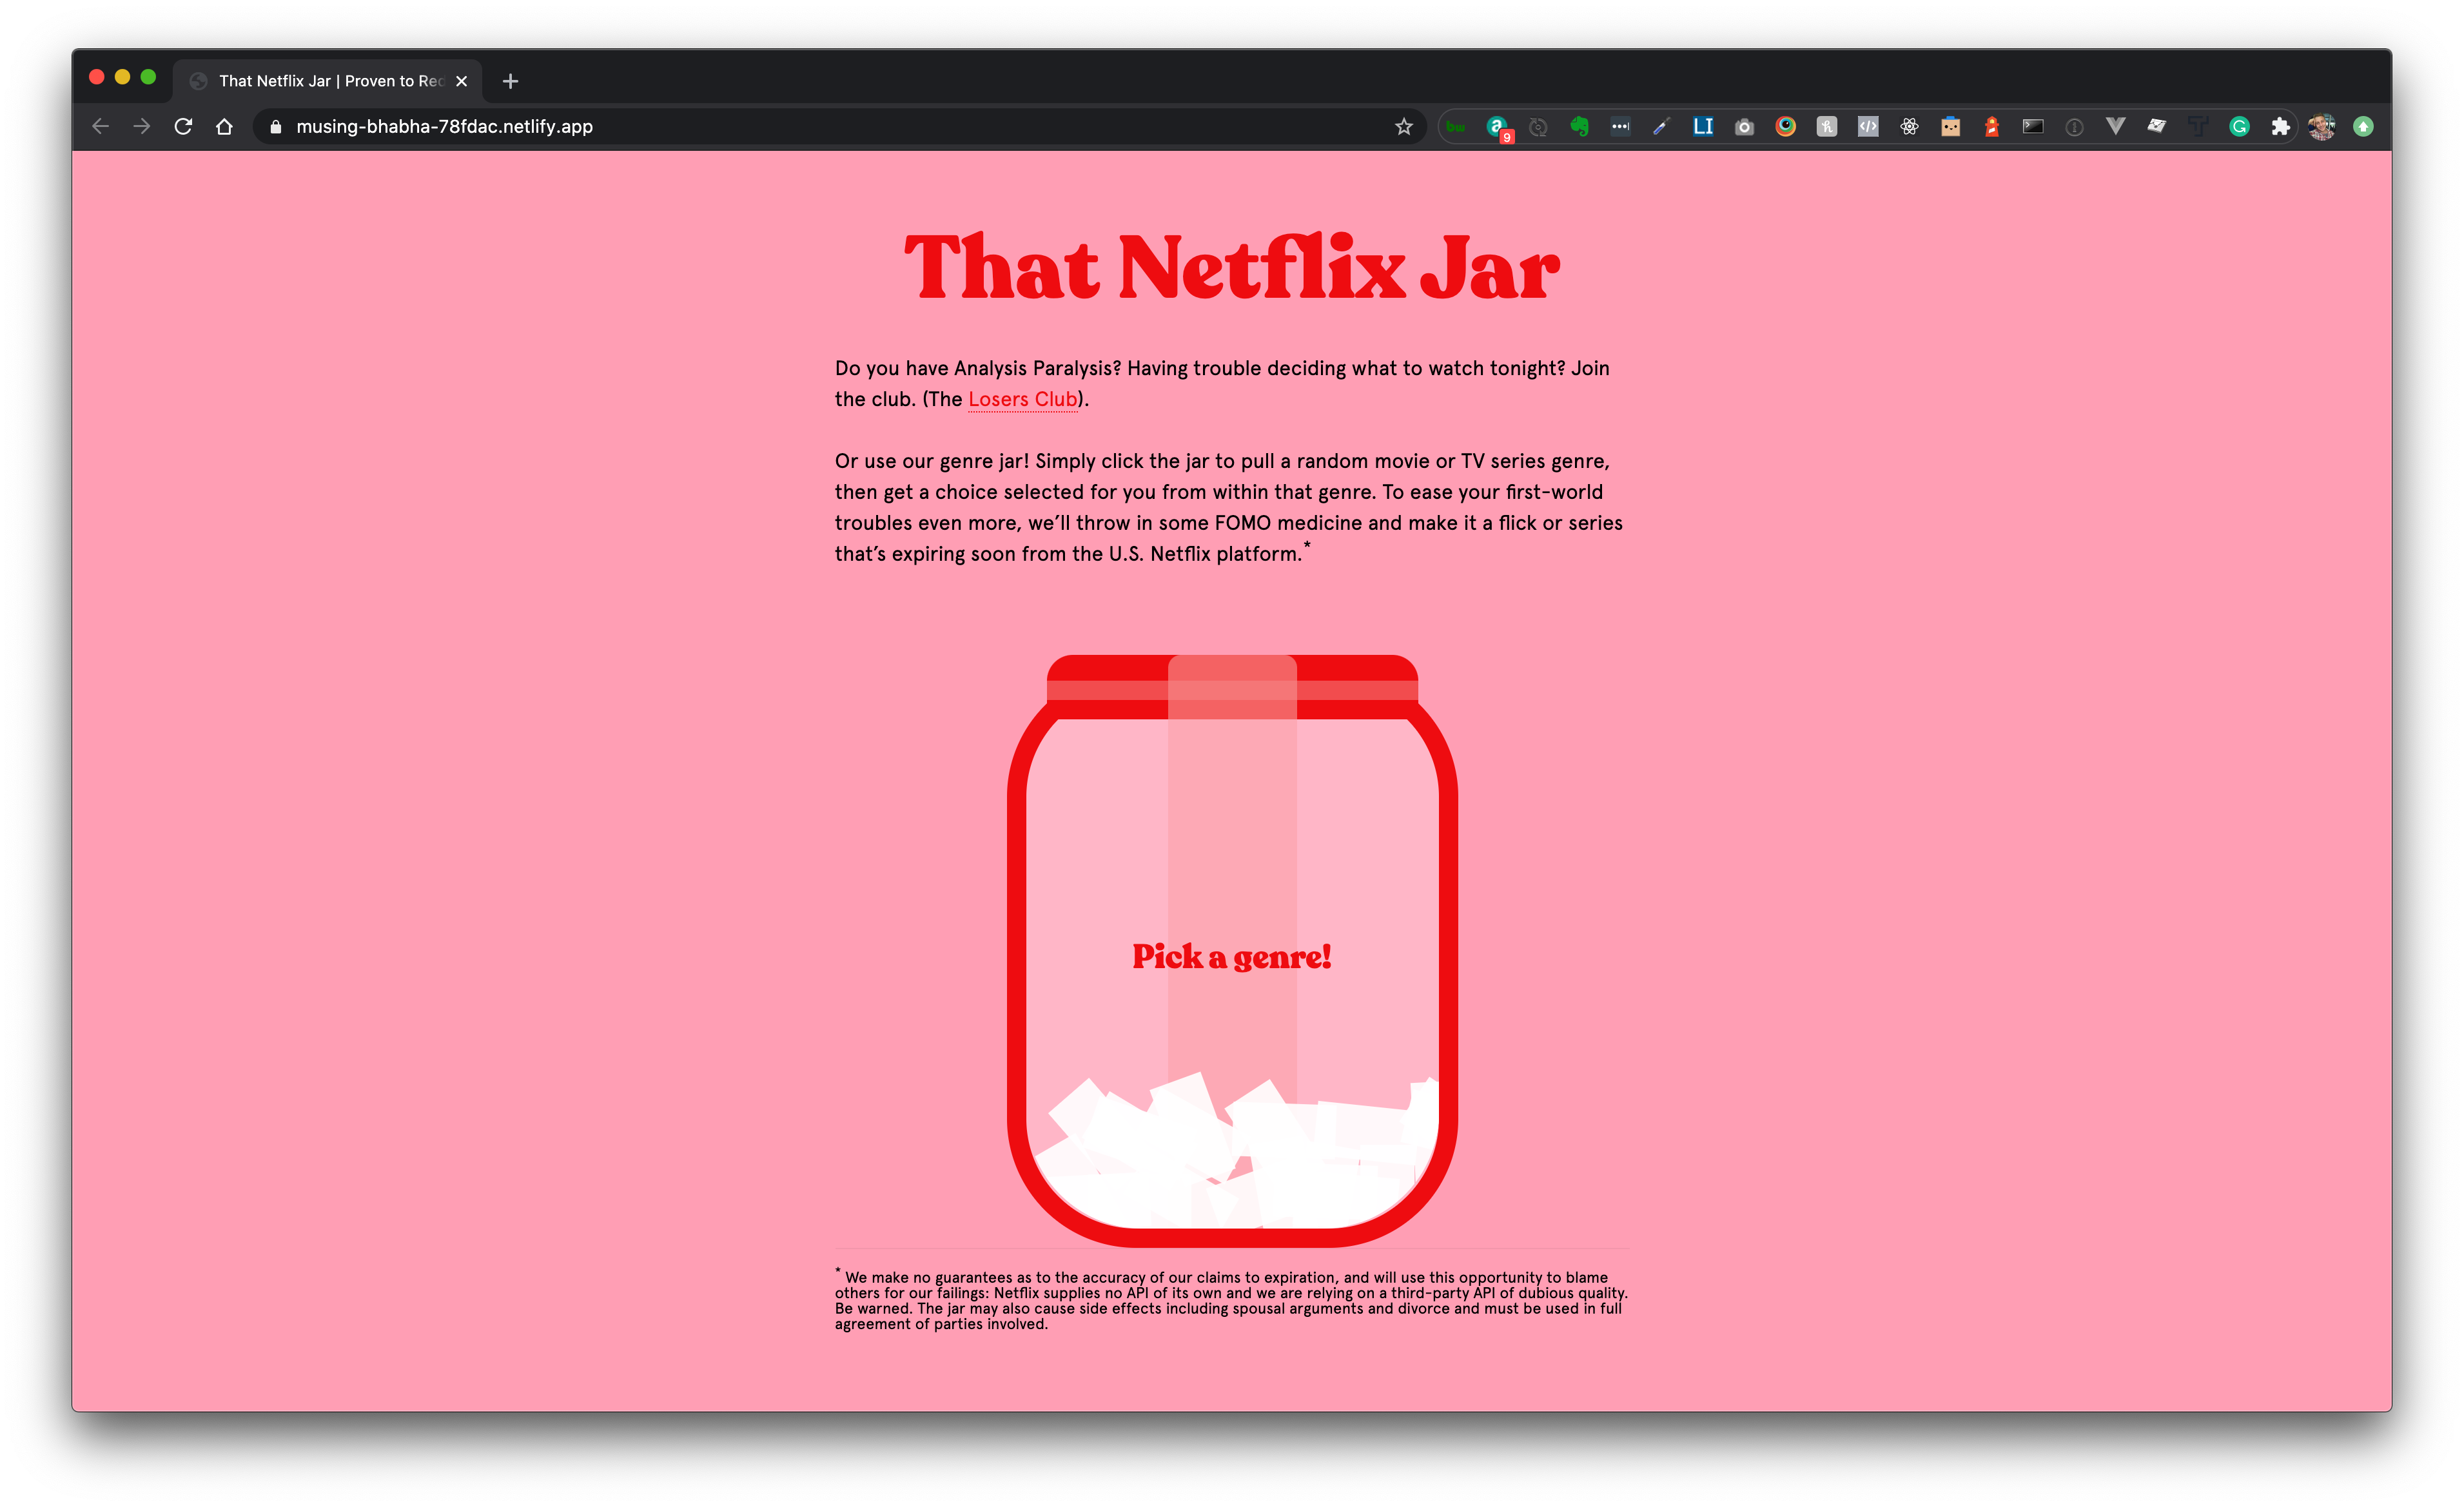 That Netflix Jar | Proven to Red
musing-bhabha-78fdac.netlify.app
bw
a
9
LI
That Netflix Jar
Do you have Analysis Paralysis? Having trouble deciding what to watch tonight? Join
the club. (The Losers Club).
Or use our genre jar! Simply click the jar to pull a random movie or TV series genre,
then get a choice selected for you from within that genre. To ease your first-world
troubles even more, we’ll throw in some FOMO medicine and make it a flick or series
that’s expiring soon from the U.S. Netflix platform.*
Pick a genre!
* We make no guarantees as to the accuracy of our claims to expiration, and will use this opportunity to blame
others for our failings: Netflix supplies no API of its own and we are relying on a third-party API of dubious quality.
Be warned. The jar may also cause side effects including spousal arguments and divorce and must be used in full
agreement of parties involved.